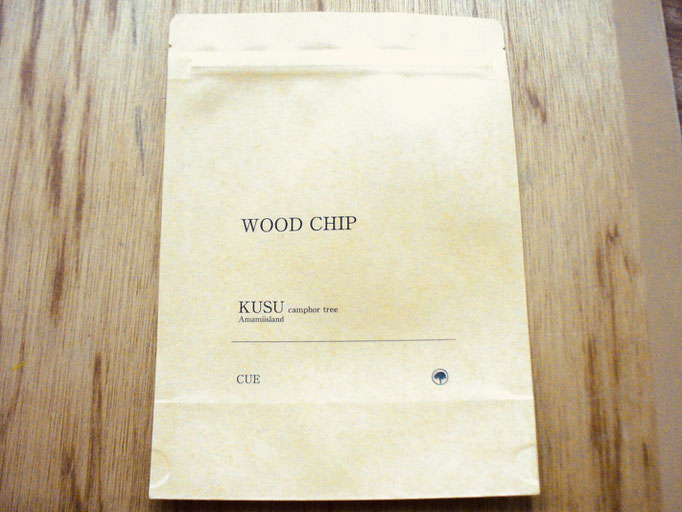 WOOD CHIP
KUSU camphor tree
Amamiisland
CUE